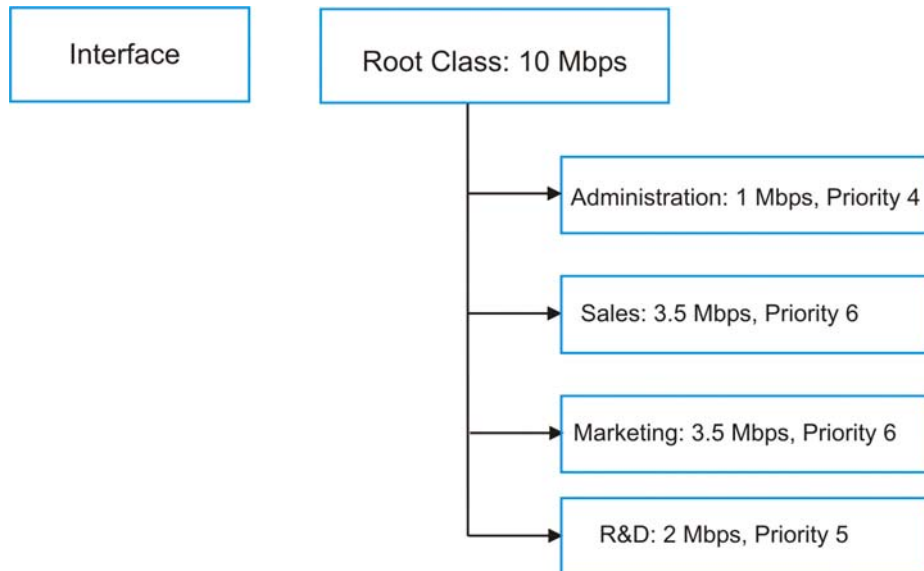 Interface
Root Class: 10 Mbps
Administration: 1 Mbps, Priority 4
Sales: 3.5 Mbps, Priority 6
Marketing: 3.5 Mbps, Priority 6
R&D: 2 Mbps, Priority 5